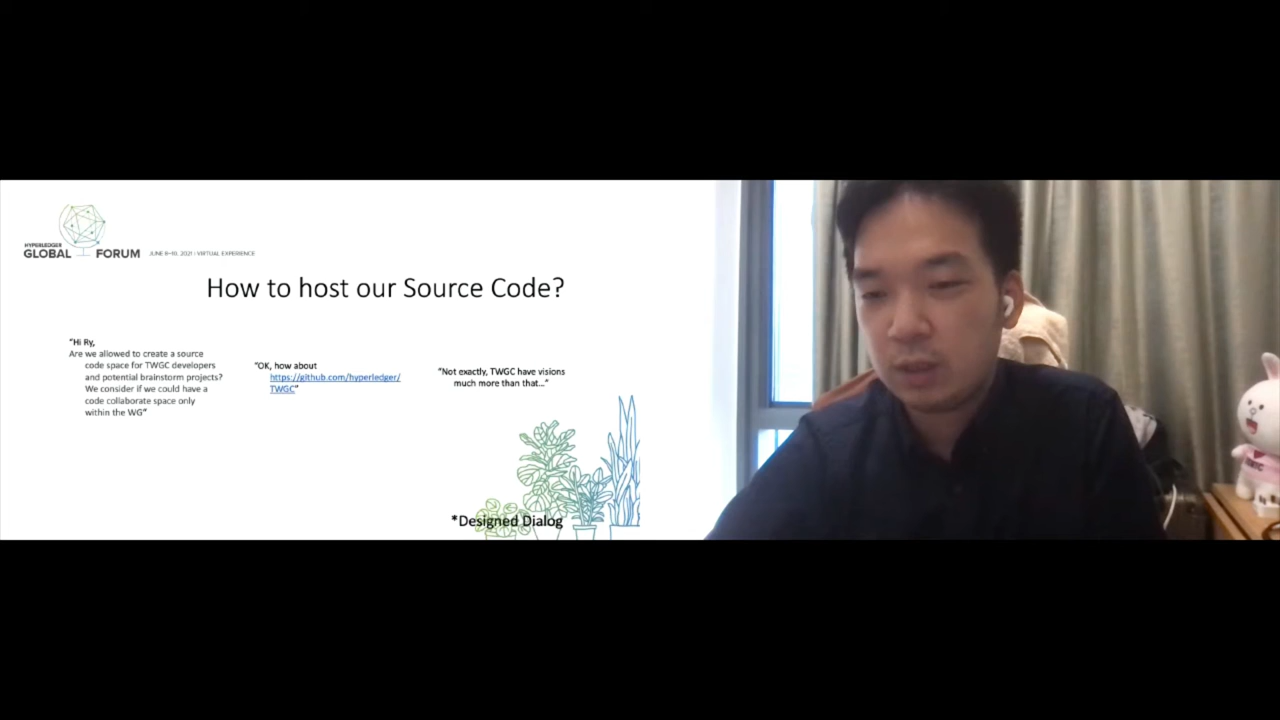 HYPERLEDGER
GLOBAL FORUM
JUNE 8–10, 2021 | VIRTUAL EXPERIENCE
How to host our Source Code?
"Hi Ry,
Are we allowed to create a source
code space for TWGC developers
and potential brainstorm projects?
We consider if we could have a
code collaborate space only
within the WG"
"OK, how about
https://github.com/hyperledger/
TWGC"
"Not exactly, TWGC have visions
much more than that…"
*Designed Dialog